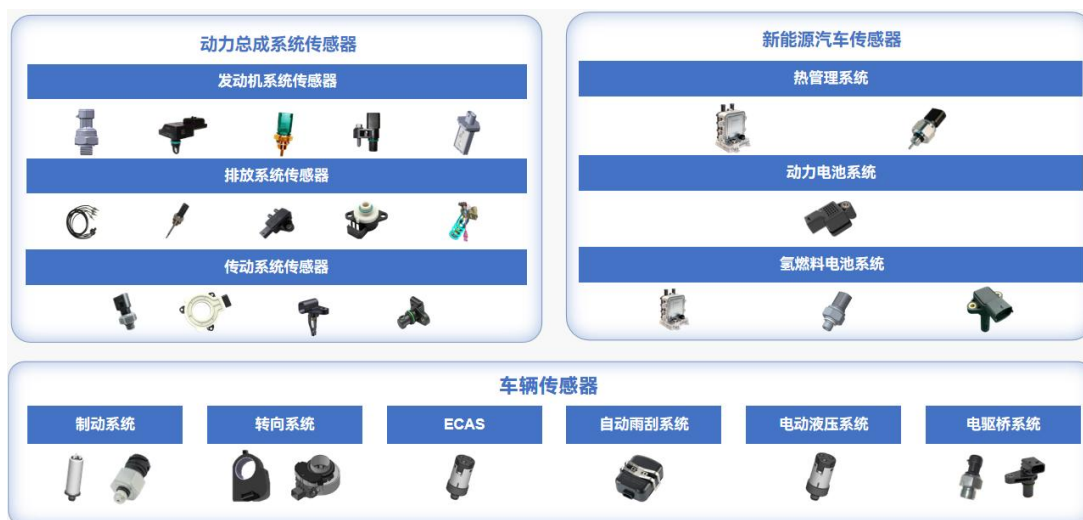 动力总成系统传感器
发动机系统传感器
排放系统传感器
传动系统传感器
新能源汽车传感器
热管理系统
动力电池系统
氢燃料电池系统
车辆传感器
制动系统
转向系统
ECAS
自动雨刮系统
电动液压系统
电驱桥系统